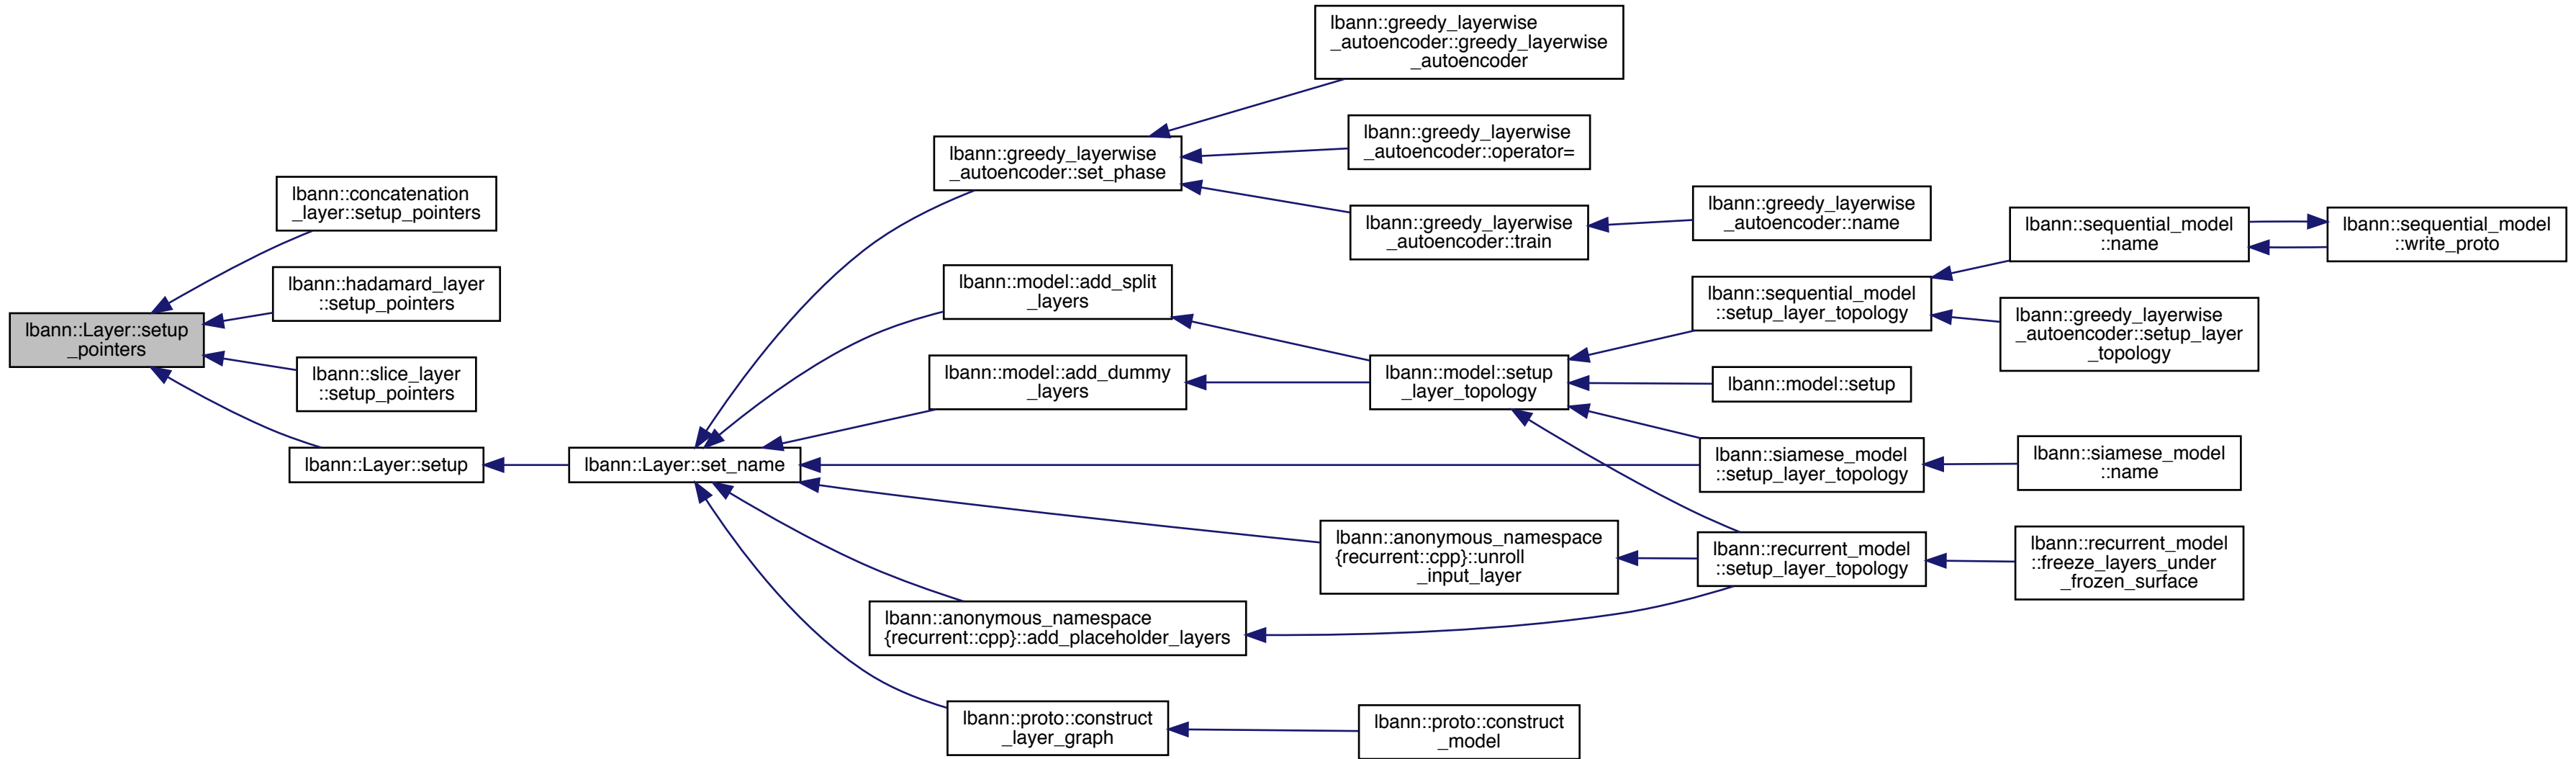 lbann::Layer::setup
_pointers
lbann::concatenation
_layer::setup_pointers
lbann::hadamard_layer
::setup_pointers
lbann::slice_layer
::setup_pointers
lbann::Layer::setup
lbann::Layer::set_name
lbann::greedy_layerwise
_autoencoder::set_phase
lbann::greedy_layerwise
_autoencoder::greedy_layerwise
_autoencoder
lbann::greedy_layerwise
_autoencoder::operator=
lbann::greedy_layerwise
_autoencoder::train
lbann::greedy_layerwise
_autoencoder::name
lbann::model::add_split
_layers
lbann::model::add_dummy
_layers
lbann::model::setup
_layer_topology
lbann::sequential_model
::setup_layer_topology
lbann::sequential_model
::name
lbann::sequential_model
::write_proto
lbann::greedy_layerwise
_autoencoder::setup_layer
_topology
lbann::model::setup
lbann::siamese_model
::setup_layer_topology
lbann::siamese_model
::name
lbann::anonymous_namespace
{recurrent::cpp}::unroll
_input_layer
lbann::recurrent_model
::setup_layer_topology
lbann::recurrent_model
::freeze_layers_under
_frozen_surface
lbann::anonymous_namespace
{recurrent::cpp}::add_placeholder_layers
lbann::proto::construct
_layer_graph
lbann::proto::construct
_model